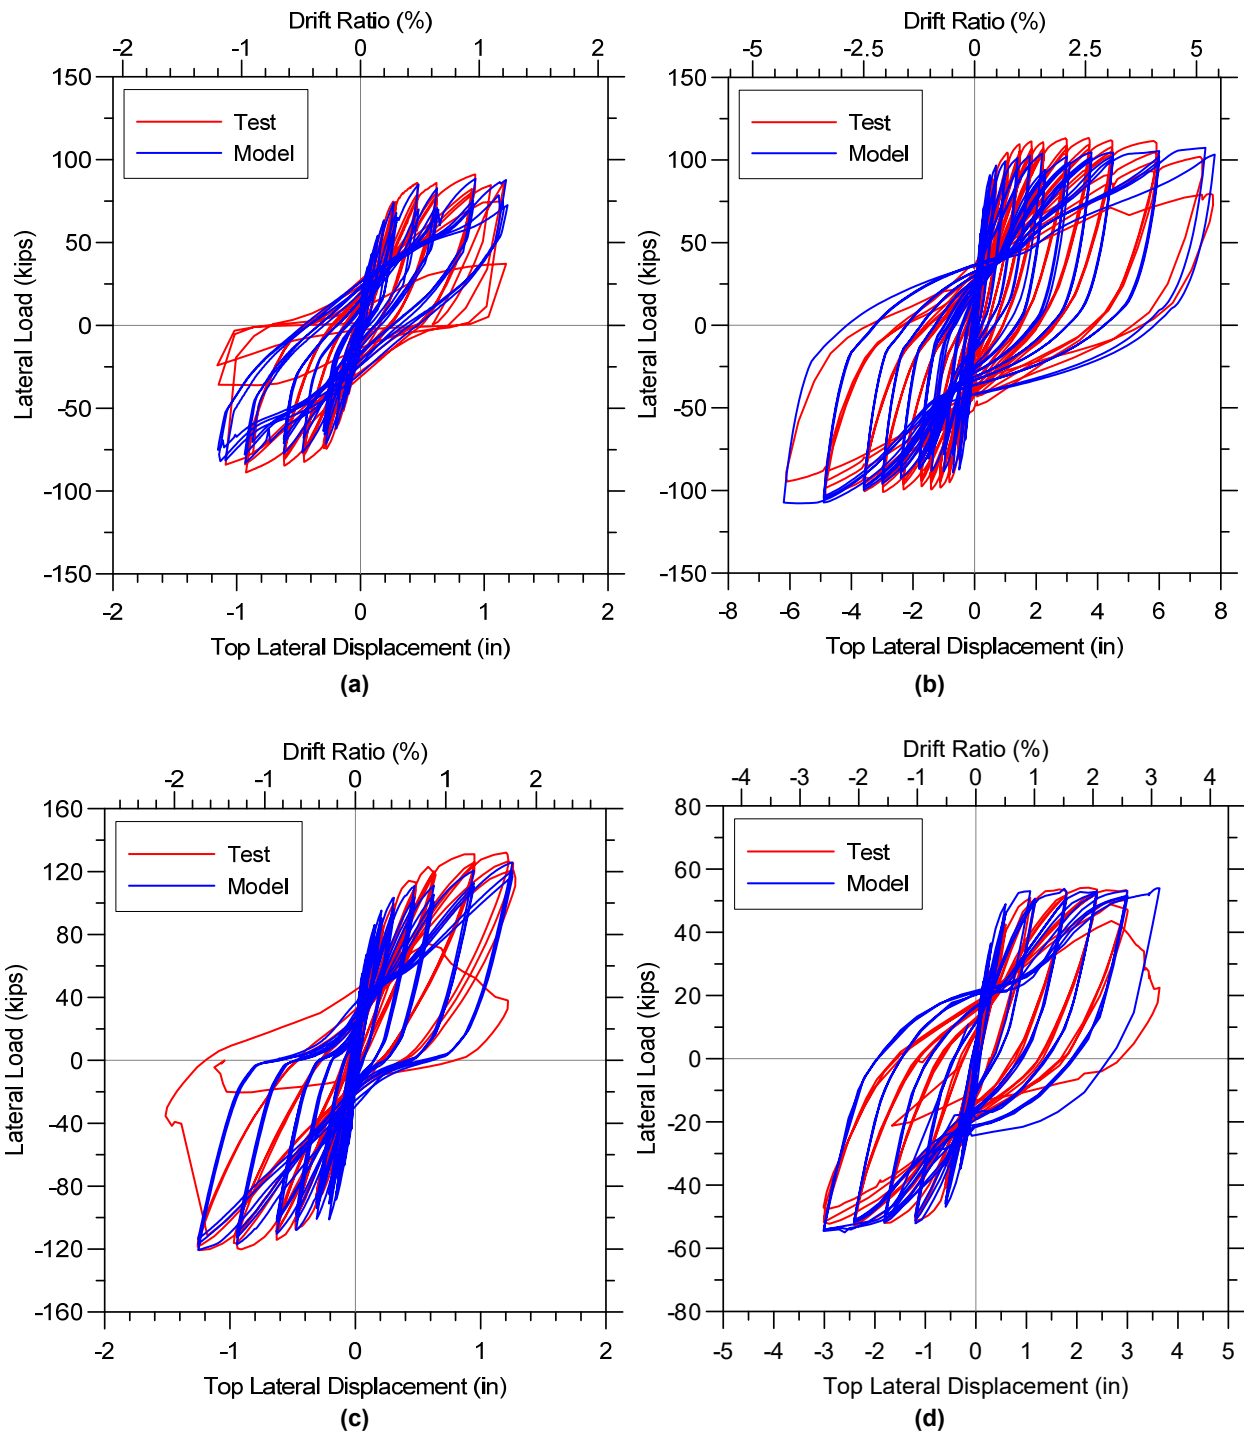 Drift Ratio (%)
-2 -1 0 1 2
150
100
50
0
-50
-100
-150
Lateral Load (kips)
Test
Model
-2 -1 0 1 2
Top Lateral Displacement (in)
(a)
Drift Ratio (%)
-5 -2.5 0 2.5 5
150
100
50
0
-50
-100
-150
Lateral Load (kips)
Test
Model
-8 -6 -4 -2 0 2 4 6 8
Top Lateral Displacement (in)
(b)
Drift Ratio (%)
-2 -1 0 1 2
160
120
80
40
0
-40
-80
-120
-160
Lateral Load (kips)
Test
Model
-2 -1 0 1 2
Top Lateral Displacement (in)
(c)
Drift Ratio (%)
-4 -3 -2 -1 0 1 2 3 4
80
60
40
20
0
-20
-40
-60
-80
Lateral Load (kips)
Test
Model
-5 -4 -3 -2 -1 0 1 2 3 4 5
Top Lateral Displacement (in)
(d)